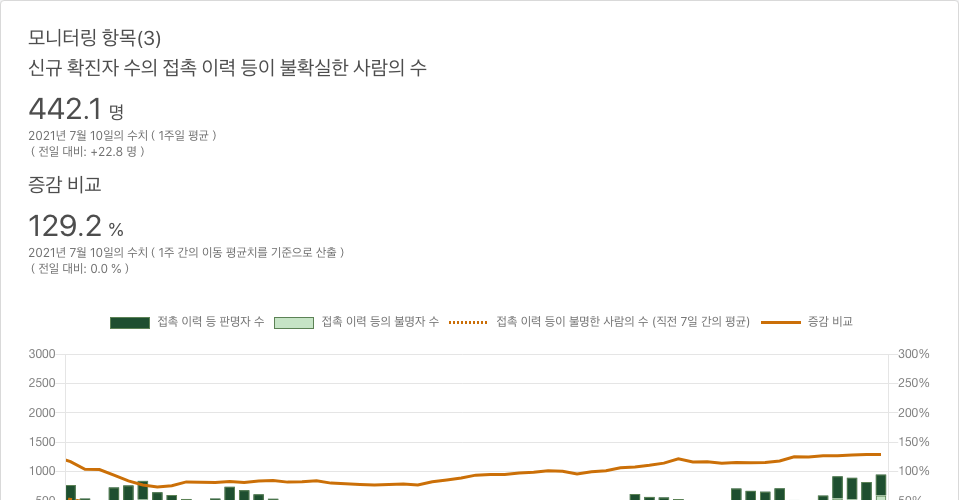 모니터링 항목(3)
신규 확진자 수의 접촉 이력 등이 불확실한 사람의 수
442.1 명
2021년 7월 10일의 수치 ( 1주일 평균 )
( 전일 대비: +22.8 명 )
증감 비교
129.2 %
2021년 7월 10일의 수치 ( 1주 간의 이동 평균치를 기준으로 산출 )
( 전일 대비: 0.0 % )
접촉 이력 등 판명자 수 접촉 이력 등의 불명자 수 접촉 이력 등이 불명한 사람의 수 (직전 7일 간의 평균) 증감 비교
3000 300%
2500 250%
2000 200%
1500 150%
1000 100%
500 50%